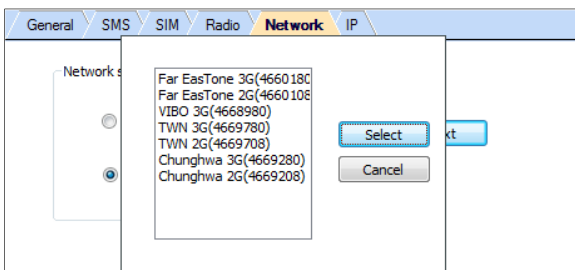 General SMS SIM Radio Network IP
Network s
Far EasTone 3G(4660180
Far EasTone 2G(4660108
VIBO 3G(4668980)
TWN 3G(4669780)
TWN 2G(4669708)
Chunghwa 3G(4669280)
Chunghwa 2G(4669208)
Select
xt
Cancel